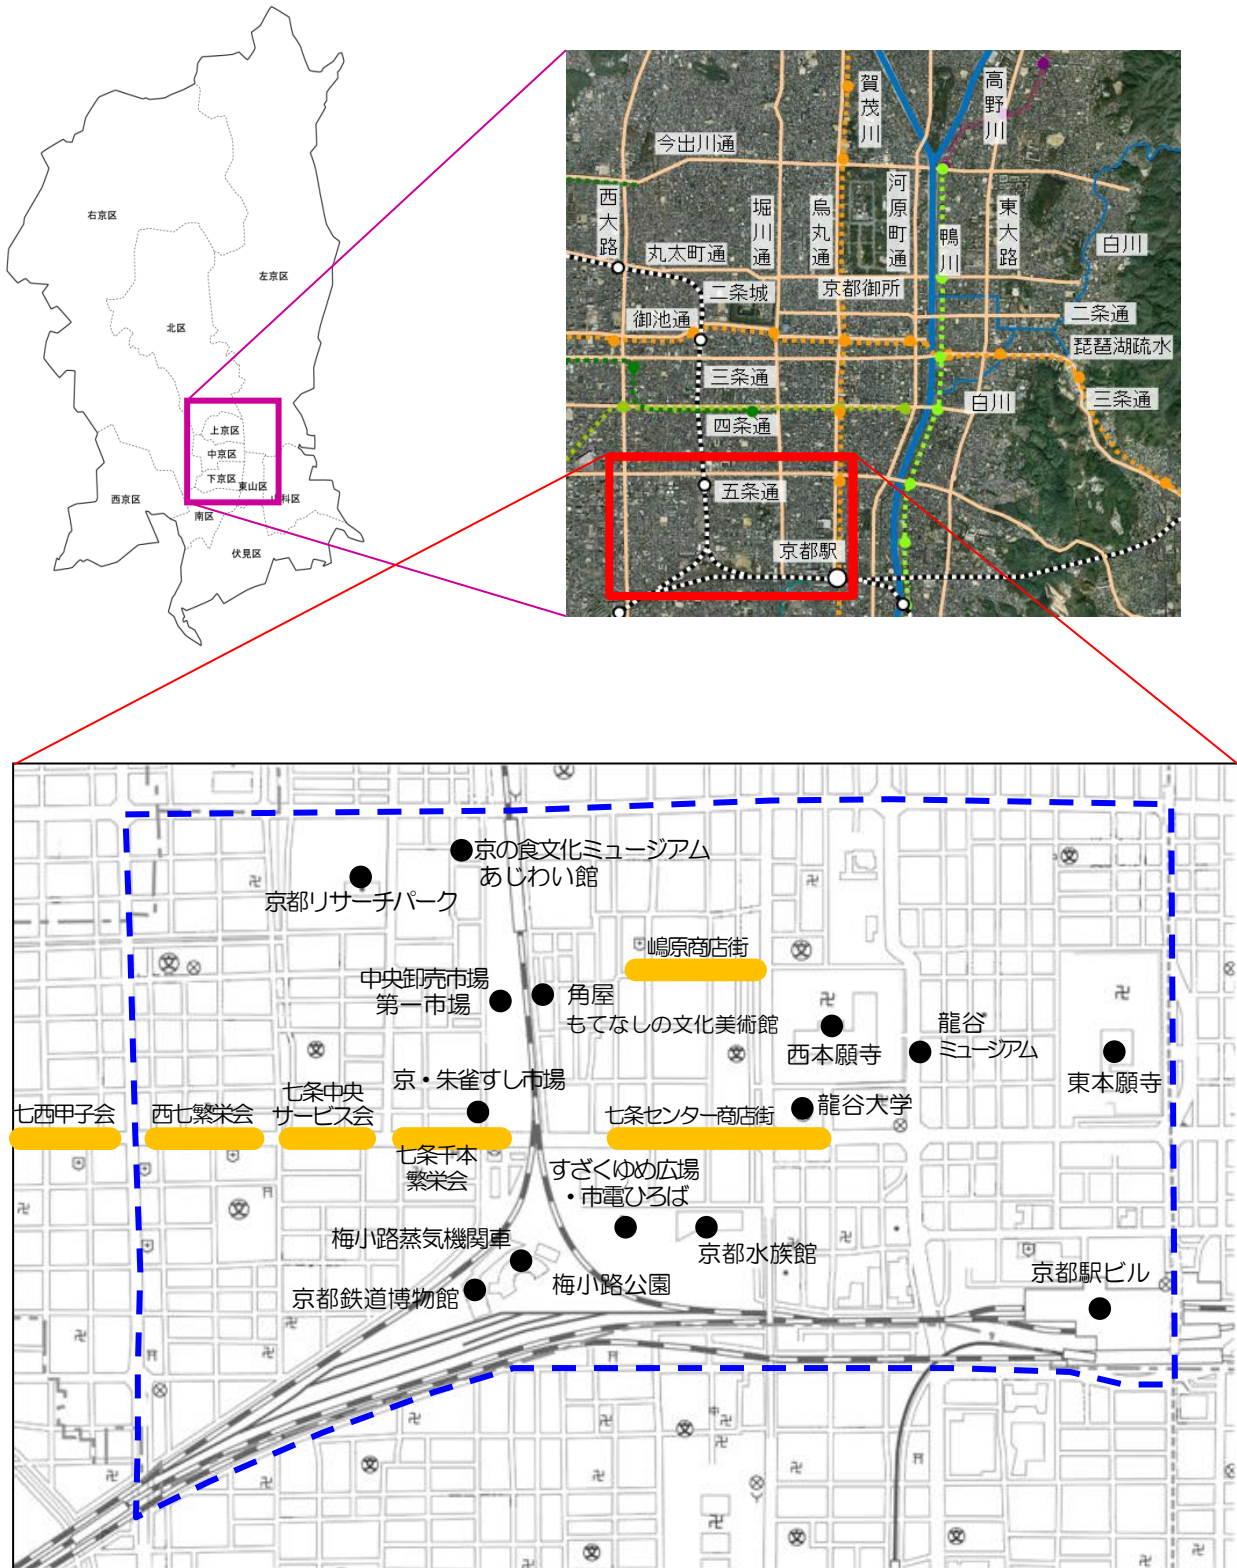 右京区
左京区
北区
上京区
中京区
下京区
東山区
山科区
西京区
南区
伏見区
賀茂川
高野川
今出川通
西大路
堀川通
烏丸通
河原町通
鴨川
東大路
白川
丸太町通
二条城
京都御所
御池通
二条通
琵琶湖疏水
三条通
三条通
白川
四条通
五条通
京都駅
京の食文化ミュージアム
あじわい館
京都リサーチパーク
嶋原商店街
中央卸売市場
第一市場
角屋
もてなしの文化美術館
西本願寺
龍谷
ミュージアム
東本願寺
京・朱雀すし市場
七西甲子会
西七繁栄会
七条中央
サービス会
七条センター商店街
龍谷大学
七条千本
繁栄会
すざくゆめ広場
・市電ひろば
梅小路蒸気機関車
京都水族館
梅小路公園
京都鉄道博物館
京都駅ビル